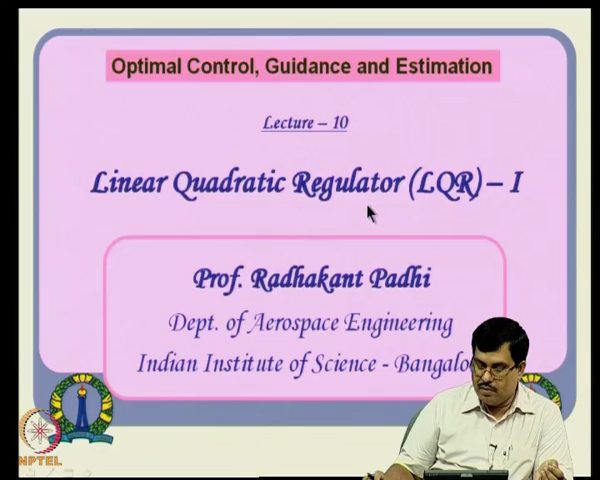 Optimal Control, Guidance and Estimation
Lecture – 10
Linear Quadratic Regulator (LQR) – I
Prof. Radhakant Padhi
Dept. of Aerospace Engineering
Indian Institute of Science - Bangalo
NPTEL